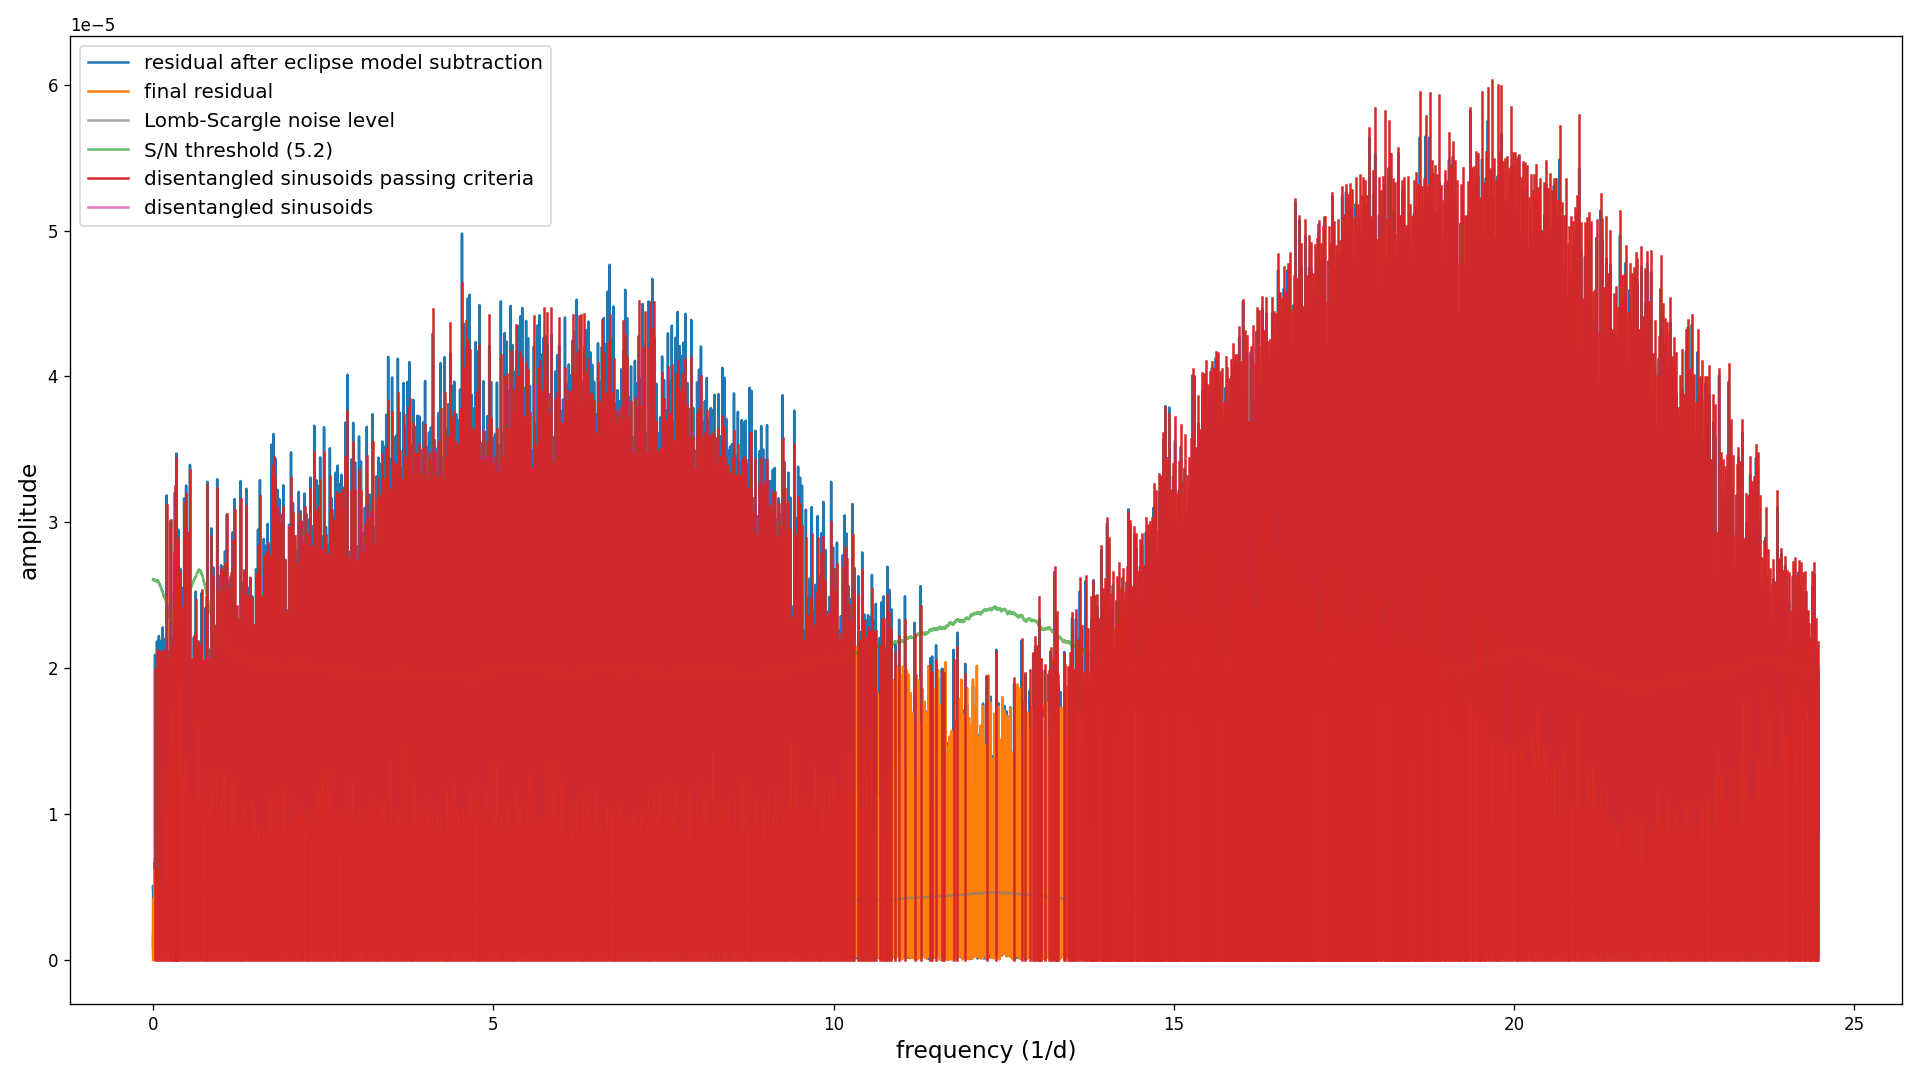 1e−5
residual after eclipse model subtraction
final residual
Lomb-Scargle noise level
S/N threshold (5.2)
disentangled sinusoids passing criteria
disentangled sinusoids
6
5
4
3
2
1
0
amplitude
0
5
10
15
20
25
frequency (1/d)